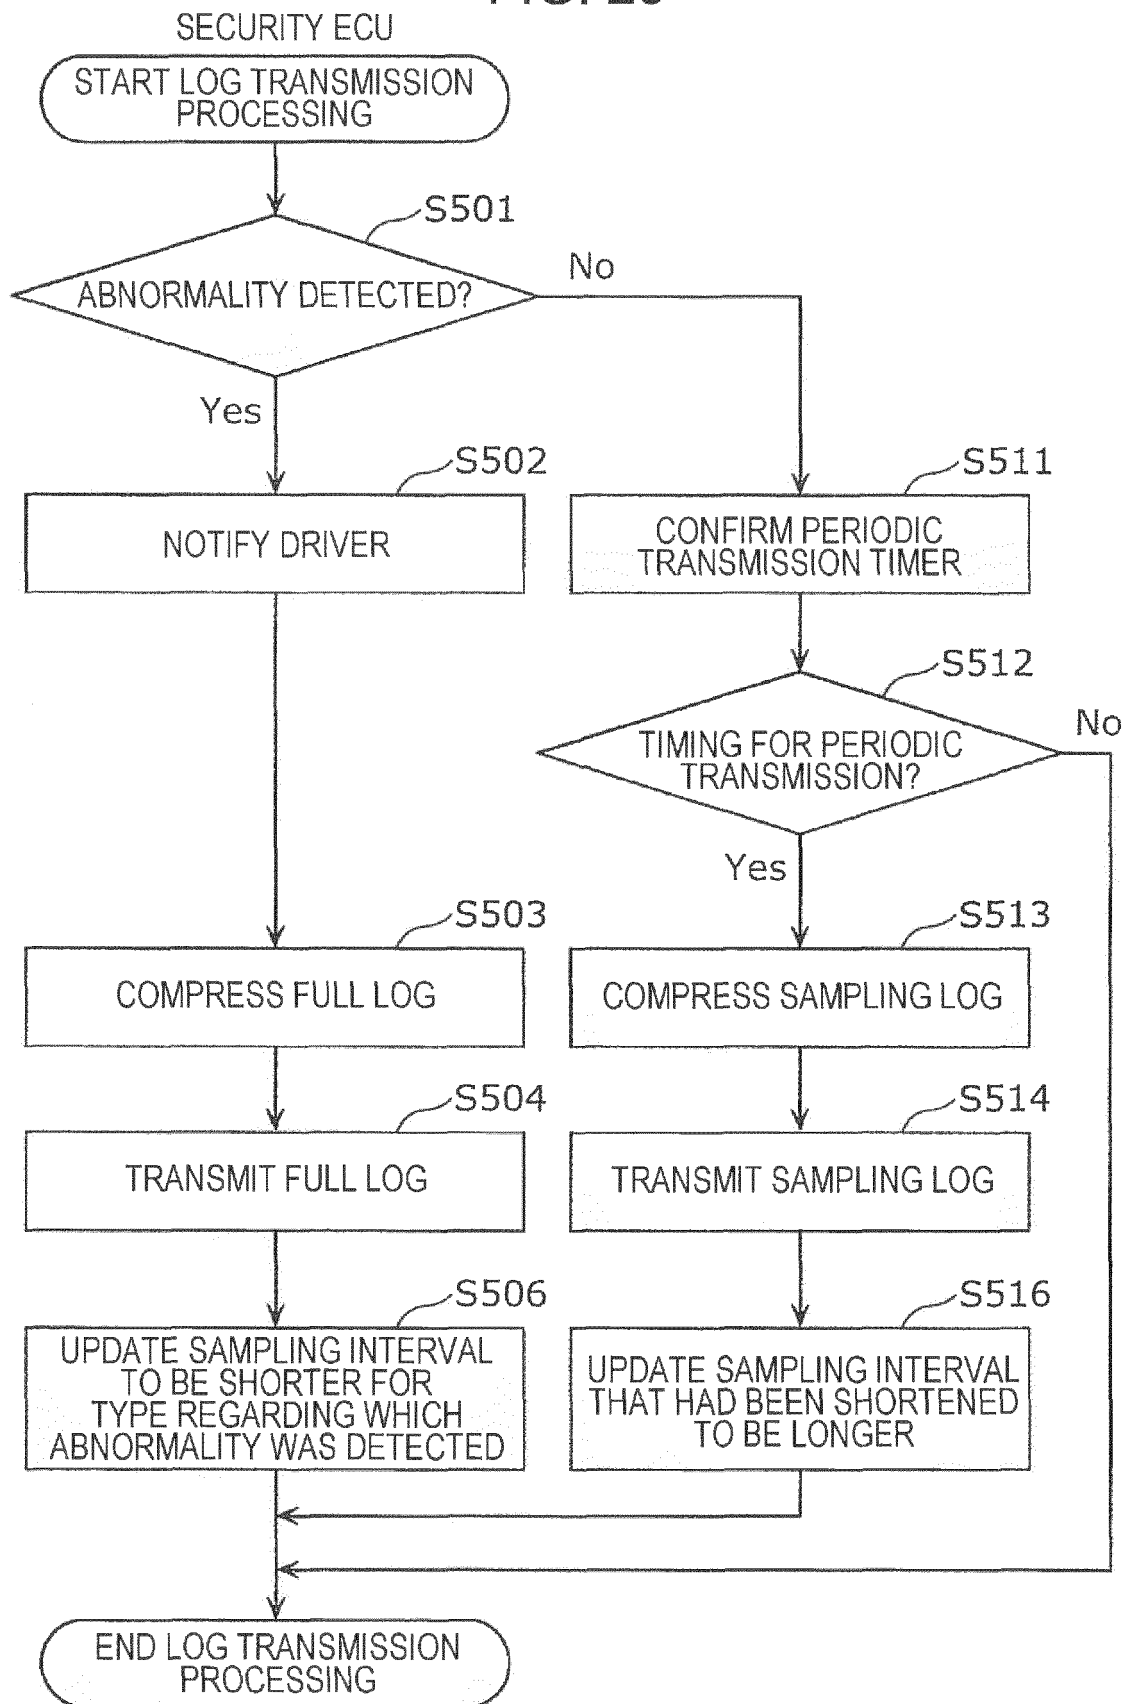 SECURITY ECU
START LOG TRANSMISSION
PROCESSING
S501
ABNORMALITY DETECTED?
No
Yes
S502
NOTIFY DRIVER
S511
CONFIRM PERIODIC
TRANSMISSION TIMER
S512
TIMING FOR PERIODIC
TRANSMISSION?
No
Yes
S503
COMPRESS FULL LOG
S513
COMPRESS SAMPLING LOG
S504
TRANSMIT FULL LOG
S514
TRANSMIT SAMPLING LOG
S506
UPDATE SAMPLING INTERVAL
TO BE SHORTER FOR
TYPE REGARDING WHICH
ABNORMALITY WAS DETECTED
S516
UPDATE SAMPLING INTERVAL
THAT HAD BEEN SHORTENED
TO BE LONGER
END LOG TRANSMISSION
PROCESSING